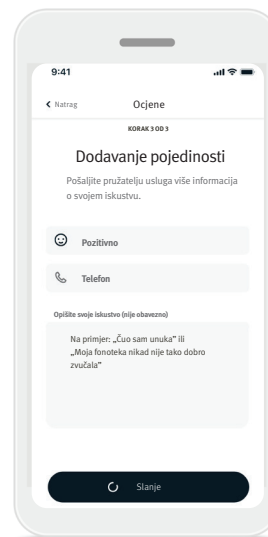 9:41
Natrag
Ocjene
KORAK 3 OD 3
Dodavanje pojedinosti
Pošaljite pružatelju usluga više informacija
o svojem iskustvu.
Pozitivno
Telefon
Opišite svoje iskustvo (nije obavezno)
Na primjer: „Čuo sam unuka” ili
„Moja fonoteka nikad nije tako dobro
zvučala”
Slanje